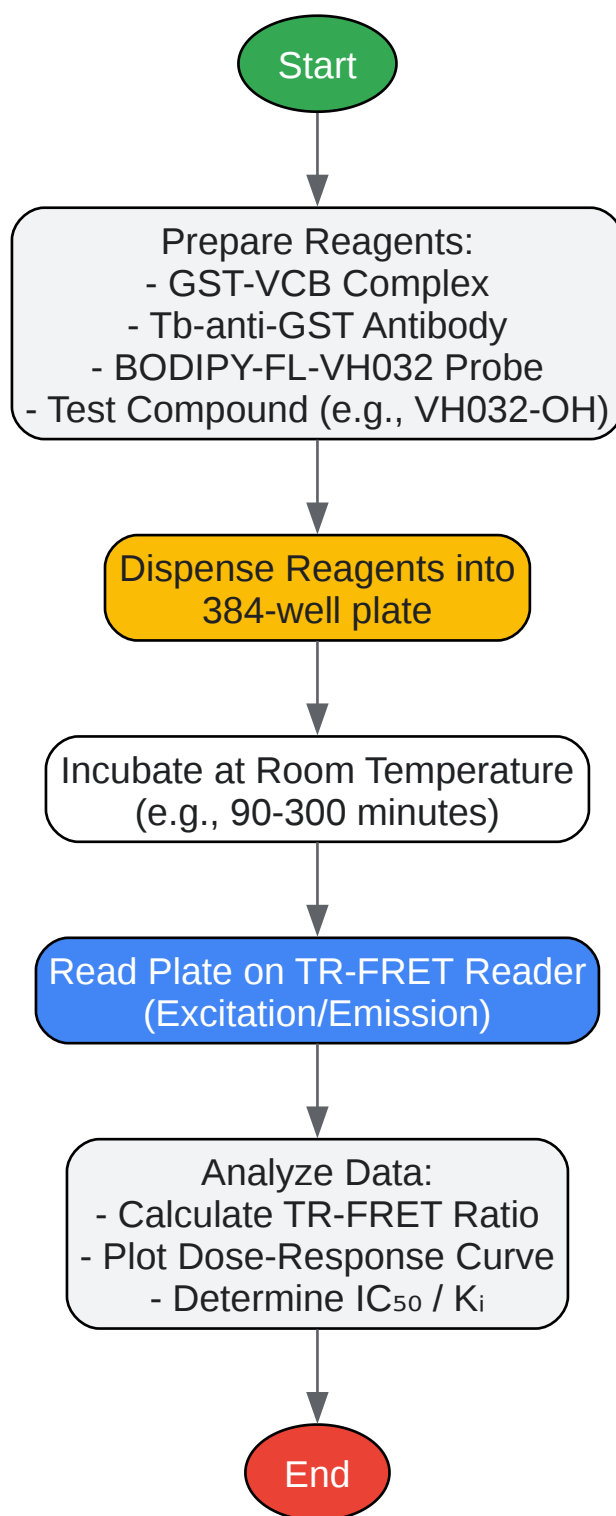 Start
Prepare Reagents:
- GST-VCB Complex
- Tb-anti-GST Antibody
- BODIPY-FL-VH032 Probe
- Test Compound (e.g., VH032-OH)
Dispense Reagents into
384-well plate
Incubate at Room Temperature
(e.g., 90-300 minutes)
Read Plate on TR-FRET Reader
(Excitation/Emission)
Analyze Data:
- Calculate TR-FRET Ratio
- Plot Dose-Response Curve
- Determine IC₅₀ / Kᵢ
End